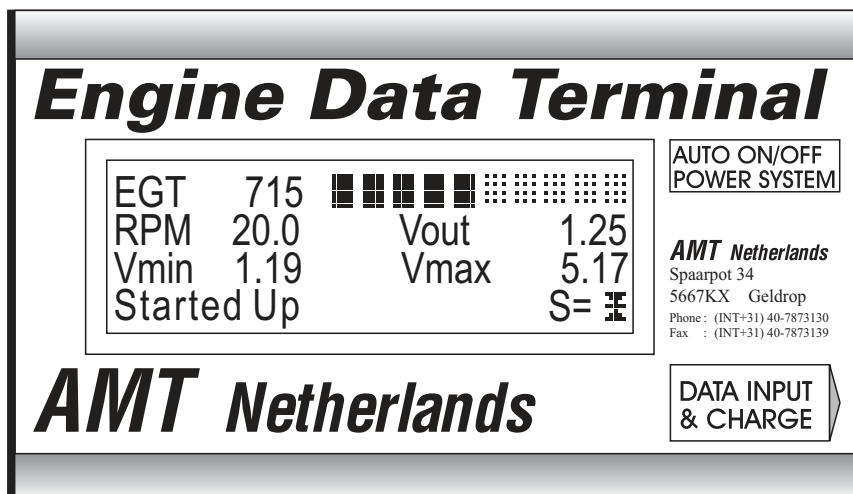 Engine Data Terminal
EGT 715
RPM 20.0 Vout 1.25
Vmin 1.19 Vmax 5.17
Started Up S=
AUTO ON/OFF
POWER SYSTEM
AMT Netherlands
Spaarpot 34
5667KX Geldrop
Phone : (INT+31) 40-7873130
Fax : (INT+31) 40-7873139
AMT Netherlands
DATA INPUT
& CHARGE